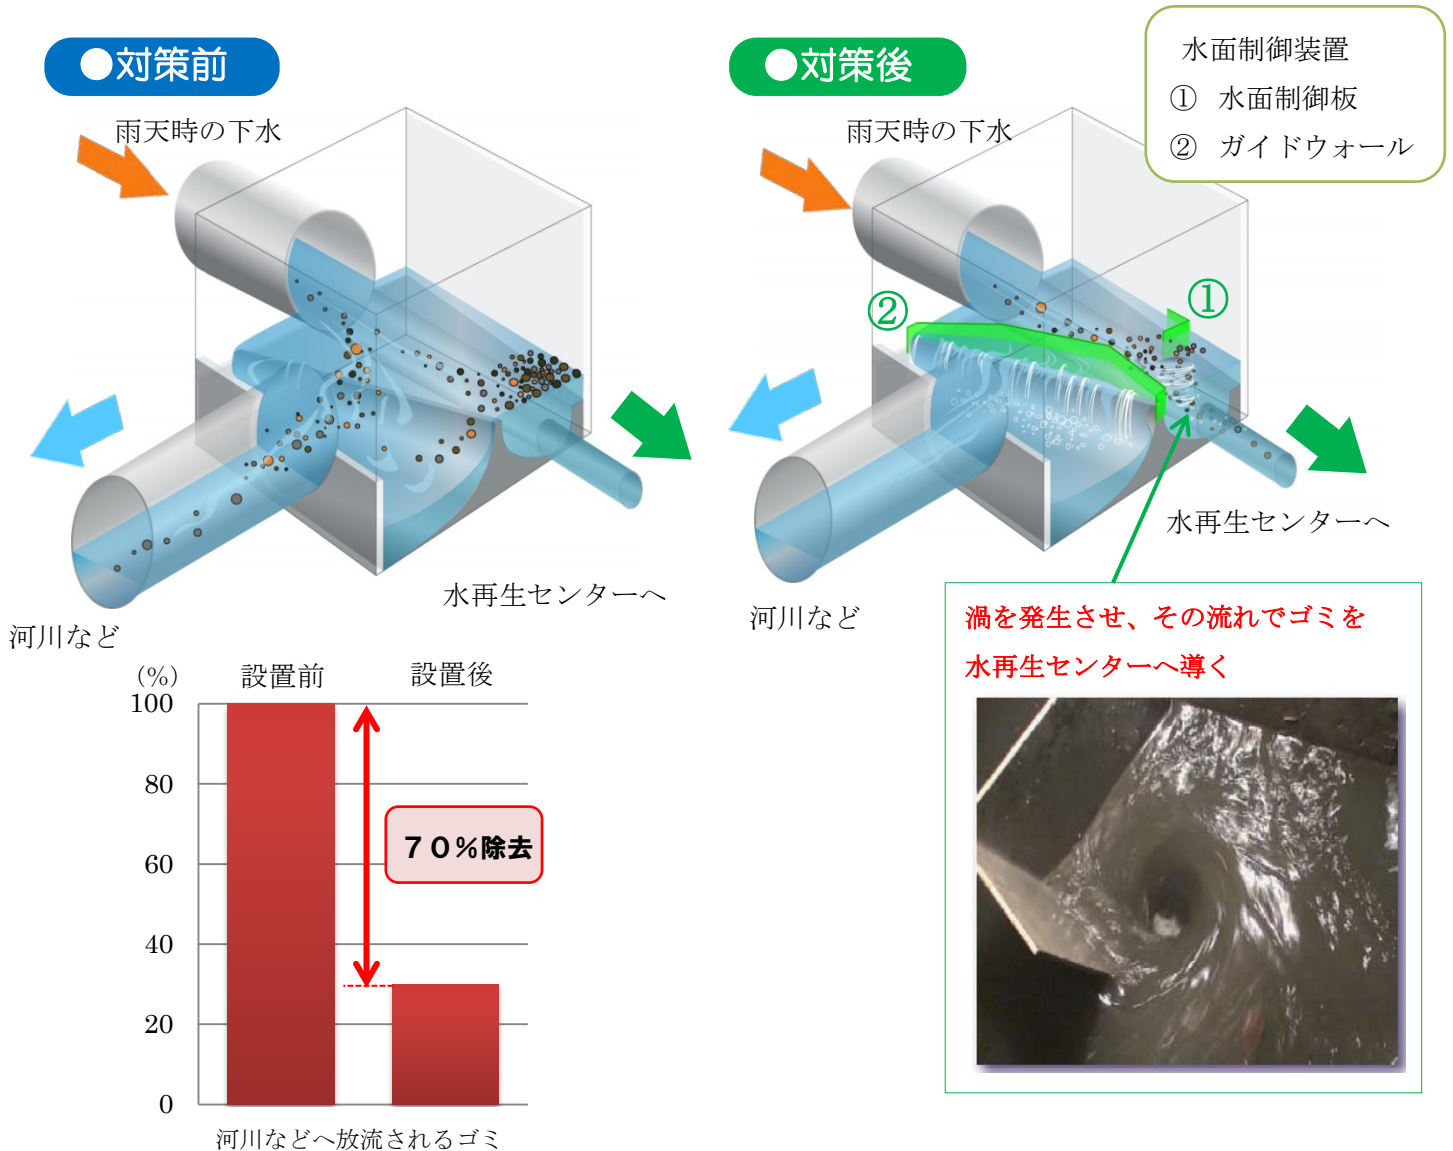 ●対策前
雨天時の下水
河川など
水再生センターへ
●対策後
雨天時の下水
水面制御装置
① 水面制御板
② ガイドウォール
②
①
水再生センターへ
河川など
渦を発生させ、その流れでゴミを
水再生センターへ導く
(%)
設置前
設置後
100
80
60
40
20
0
７０％除去
河川などへ放流されるゴミ